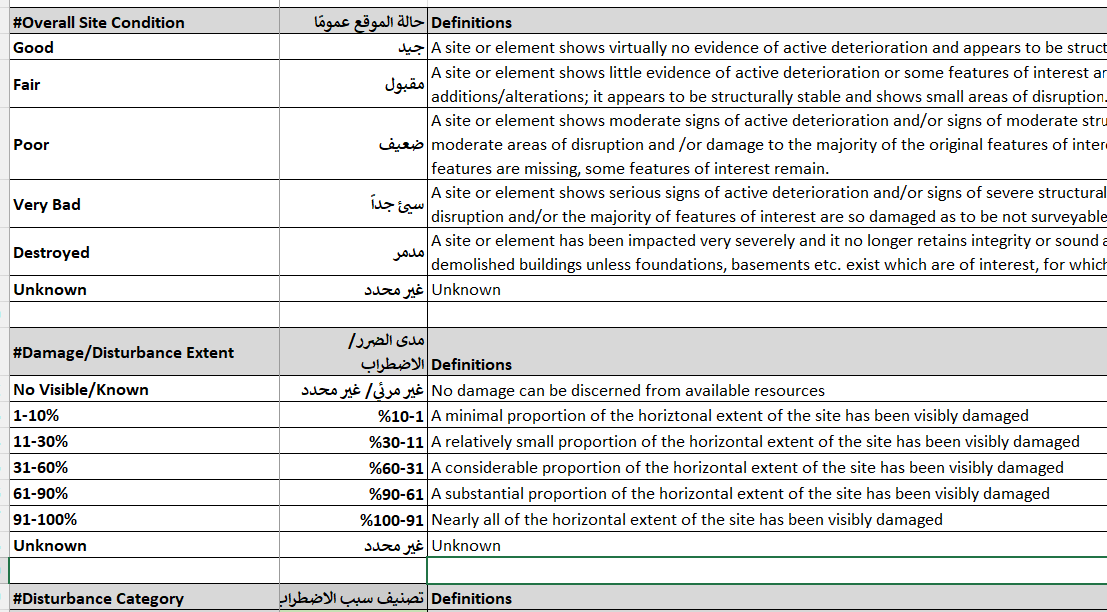 #Overall Site Condition حالة الموقع عمومًا Definitions
Good جيد A site or element shows virtually no evidence of active deterioration and appears to be struct
Fair مقبول A site or element shows little evidence of active deterioration or some features of interest ar
additions/alterations; it appears to be structurally stable and shows small areas of disruption.
Poor ضعيف A site or element shows moderate signs of active deterioration and/or signs of moderate stru
moderate areas of disruption and /or damage to the majority of the original features of inter
features are missing, some features of interest remain.
Very Bad سيئ جداً A site or element shows serious signs of active deterioration and/or signs of severe structural
disruption and/or the majority of features of interest are so damaged as to be not surveyable
Destroyed مدمر A site or element has been impacted very severely and it no longer retains integrity or sound a
demolished buildings unless foundations, basements etc. exist which are of interest, for which
Unknown غير محدد Unknown
#Damage/Disturbance Extent مدى الضرر/
الاضطراب Definitions
No Visible/Known غير مرئي/ غير محدد No damage can be discerned from available resources
1-10% %10-1 A minimal proportion of the horiztonal extent of the site has been visibly damaged
11-30% %30-11 A relatively small proportion of the horizontal extent of the site has been visibly damaged
31-60% %60-31 A considerable proportion of the horizontal extent of the site has been visibly damaged
61-90% %90-61 A substantial proportion of the horizontal extent of the site has been visibly damaged
91-100% %100-91 Nearly all of the horizontal extent of the site has been visibly damaged
Unknown غير محدد Unknown
#Disturbance Category تصنيف سبب الاضطراب Definitions